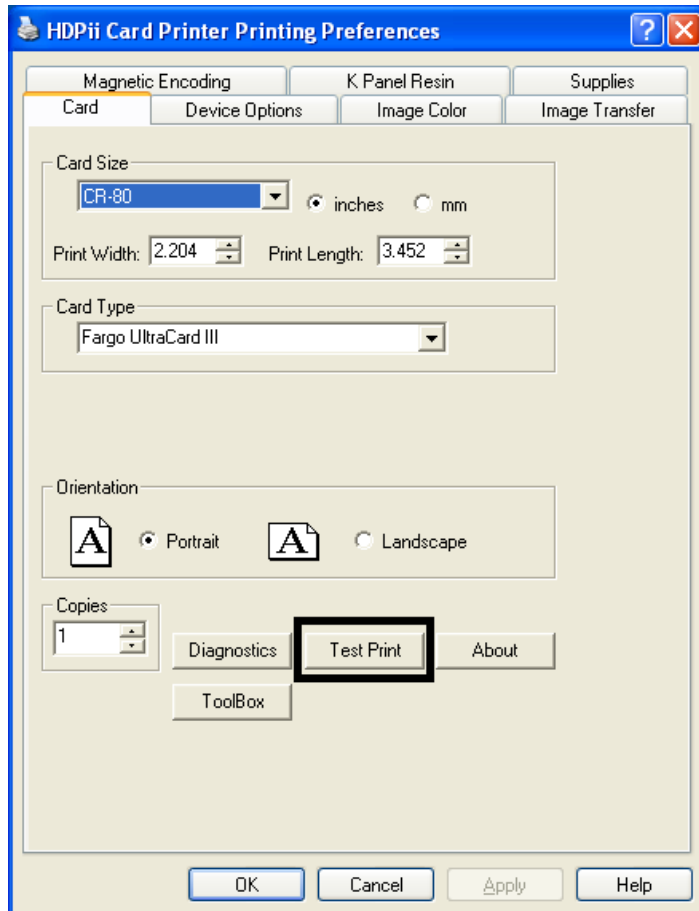 HDPii Card Printer Printing Preferences
Magnetic Encoding K Panel Resin Supplies
Card Device Options Image Color Image Transfer
Card Size
CR-80 inches mm
Print Width: 2.204 Print Length: 3.452
Card Type
Fargo UltraCard III
Orientation
A Portrait A Landscape
Copies
1
Diagnostics Test Print About
ToolBox
OK Cancel Apply Help